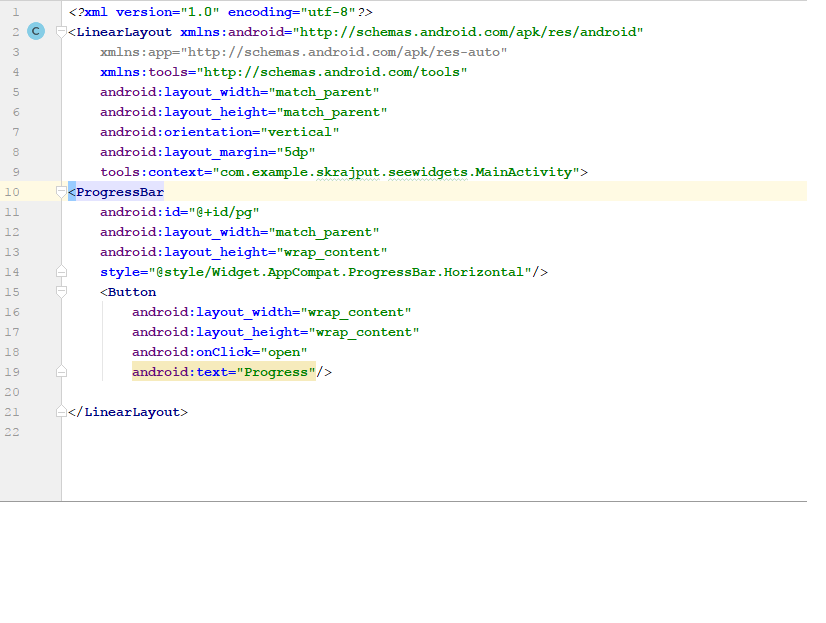 1 <?xml version="1.0" encoding="utf-8"?>
2 C <LinearLayout xmlns:android="http://schemas.android.com/apk/res/android"
3 xmlns:app="http://schemas.android.com/apk/res-auto"
4 xmlns:tools="http://schemas.android.com/tools"
5 android:layout_width="match_parent"
6 android:layout_height="match_parent"
7 android:orientation="vertical"
8 android:layout_margin="5dp"
9 tools:context="com.example.skrajput.seewidgets.MainActivity">
10 <ProgressBar
11 android:id="@+id/pg"
12 android:layout_width="match_parent"
13 android:layout_height="wrap_content"
14 style="@style/Widget.AppCompat.ProgressBar.Horizontal"/>
15 <Button
16 android:layout_width="wrap_content"
17 android:layout_height="wrap_content"
18 android:onClick="open"
19 android:text="Progress"/>
20
21 </LinearLayout>
22